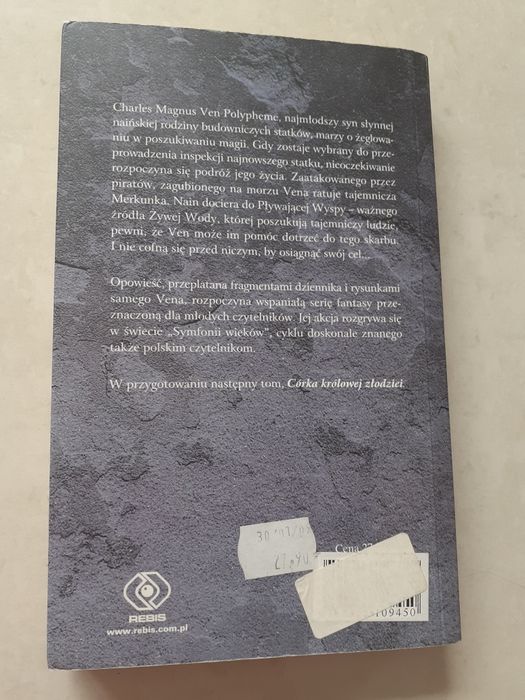 Charles Magnus Ven Polypheme, najmłodszy syn słynnej
naińskiej rodziny budowniczych statków, marzy o żeglowa-
niu w poszukiwaniu magii. Gdy zostaje wybrany do prze-
prowadzenia inspekcji najnowszego statku, nieoczekiwanie
rozpoczyna się podróż jego życia. Zaatakowanego przez
piratów, zagubionego na morzu Vena ratuje tajemnicza
Merkunka. Nain dociera do Pływającej Wyspy – ważnego
źródła Żywej Wody, której poszukują tajemniczy ludzie,
pewni, że Ven może im pomóc dotrzeć do tego skarbu.
I nie cofną się przed niczym, by osiągnąć swój cel...
Opowieść, przeplatana fragmentami dziennika i rysunkami
samego Vena, rozpoczyna wspaniałą serię fantasy prze-
znaczoną dla młodych czytelników. Jej akcja rozgrywa się
w świecie „Symfonii wieków”, cyklu doskonale znanego
także polskim czytelnikom.
W przygotowaniu następny tom, Córka królowej złodziei.
27,90
Cena
109450
REBIS
www.rebis.com.pl